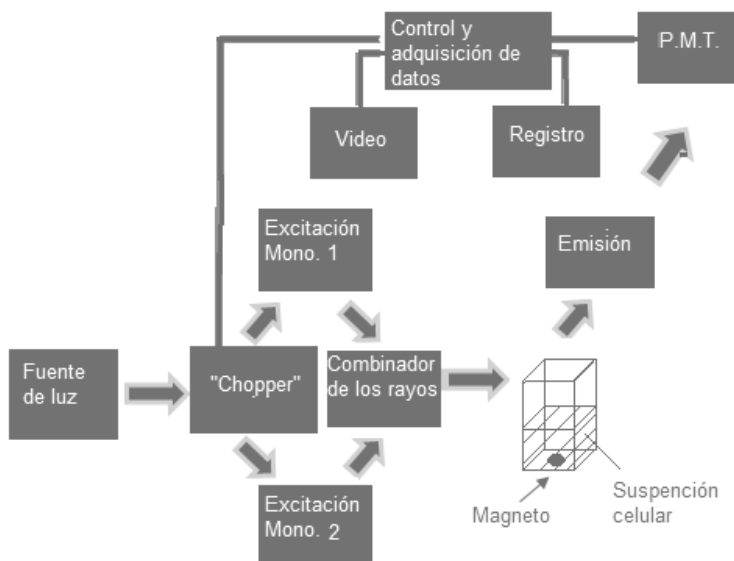 Control y
adquisición de
datos
P.M.T.
Video
Registro
Excitación
Mono. 1
Emisión
Fuente
de luz
"Chopper"
Combinador
de los rayos
Excitación
Mono. 2
Magneto
Suspención
celular